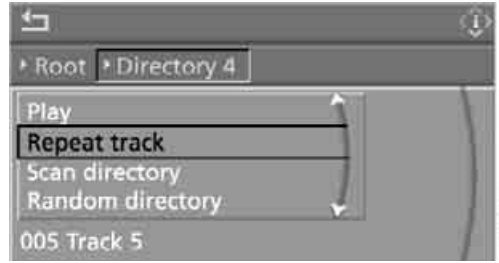 Root Directory 4
Play
Repeat track
Scan directory
Random directory
005 Track 5